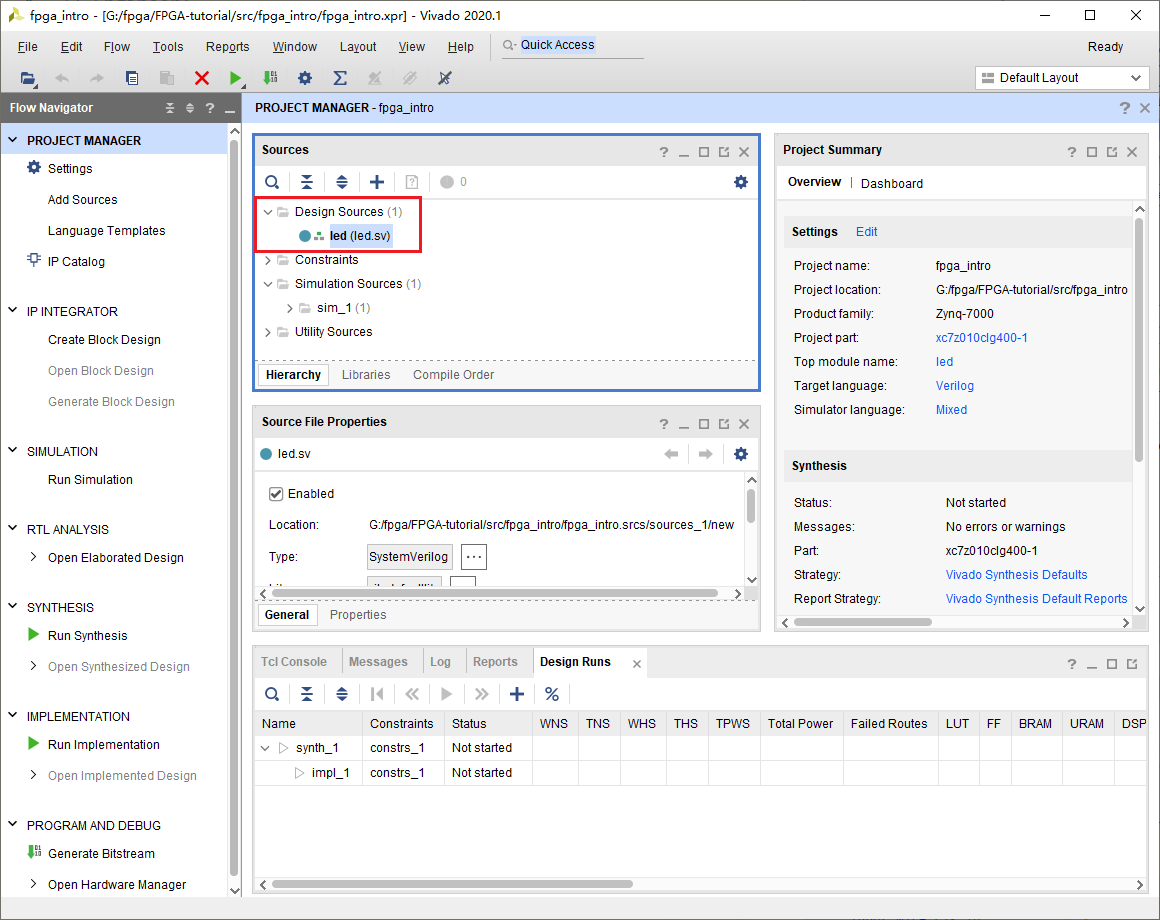 fpga_intro - [G:/fpga/FPGA-tutorial/src/fpga_intro/fpga_intro.xpr] - Vivado 2020.1
File Edit Flow Tools Reports Window Layout View Help Quick Access Ready
Default Layout
Flow Navigator
PROJECT MANAGER
Settings
Add Sources
Language Templates
IP Catalog
IP INTEGRATOR
Create Block Design
Open Block Design
Generate Block Design
SIMULATION
Run Simulation
RTL ANALYSIS
Open Elaborated Design
SYNTHESIS
Run Synthesis
Open Synthesized Design
IMPLEMENTATION
Run Implementation
Open Implemented Design
PROGRAM AND DEBUG
Generate Bitstream
Open Hardware Manager
PROJECT MANAGER - fpga_intro
Sources
0
Design Sources (1)
led (led.sv)
Constraints
Simulation Sources (1)
sim_1 (1)
Utility Sources
Hierarchy Libraries Compile Order
Source File Properties
led.sv
Enabled
Location: G:/fpga/FPGA-tutorial/src/fpga_intro/fpga_intro.srcs/sources_1/new
Type: SystemVerilog ...
General Properties
Project Summary
Overview | Dashboard
Settings Edit
Project name: fpga_intro
Project location: G:/fpga/FPGA-tutorial/src/fpga_intro
Product family: Zynq-7000
Project part: xc7z010clg400-1
Top module name: led
Target language: Verilog
Simulator language: Mixed
Synthesis
Status: Not started
Messages: No errors or warnings
Part: xc7z010clg400-1
Strategy: Vivado Synthesis Defaults
Report Strategy: Vivado Synthesis Default Reports
Tcl Console Messages Log Reports Design Runs
Name Constraints Status WNS TNS WHS THS TPWS Total Power Failed Routes LUT FF BRAM URAM DSP
synth_1 constrs_1 Not started
impl_1 constrs_1 Not started